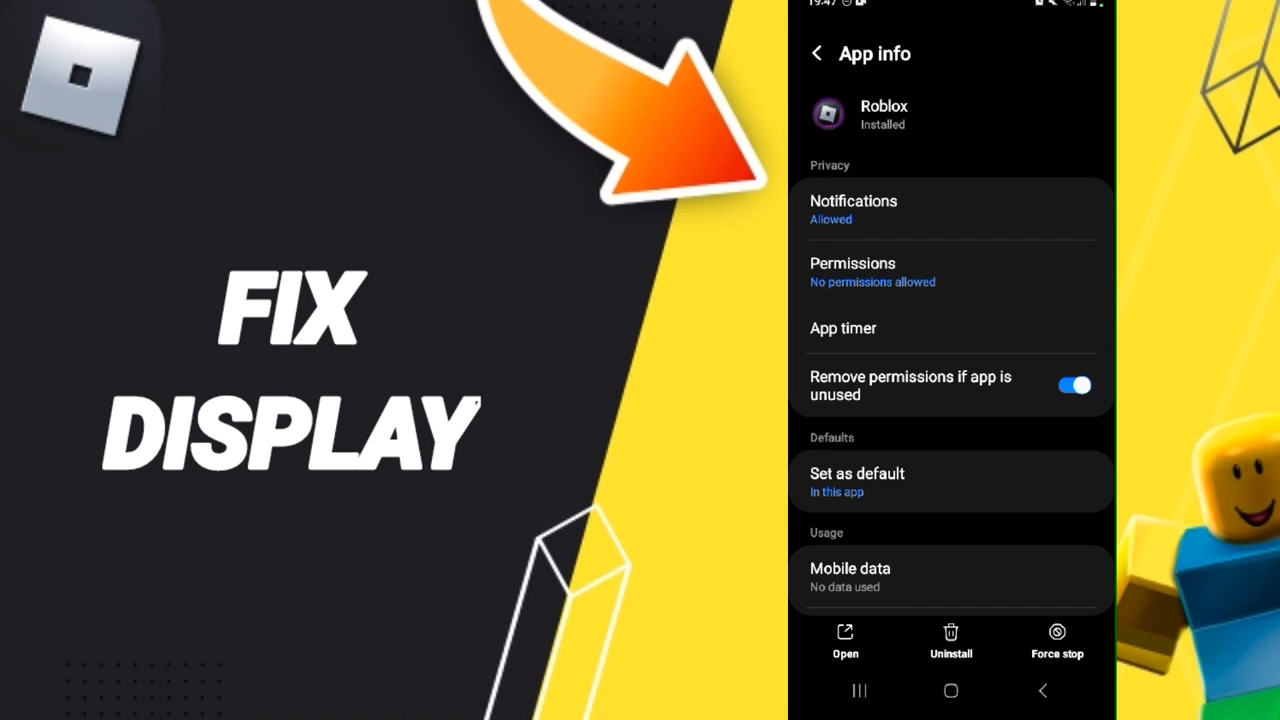 FIX
DISPLAY
19:47
App info
Roblox
Installed
Privacy
Notifications
Allowed
Permissions
No permissions allowed
App timer
Remove permissions if app is
unused
Defaults
Set as default
In this app
Usage
Mobile data
No data used
Open
Uninstall
Force stop